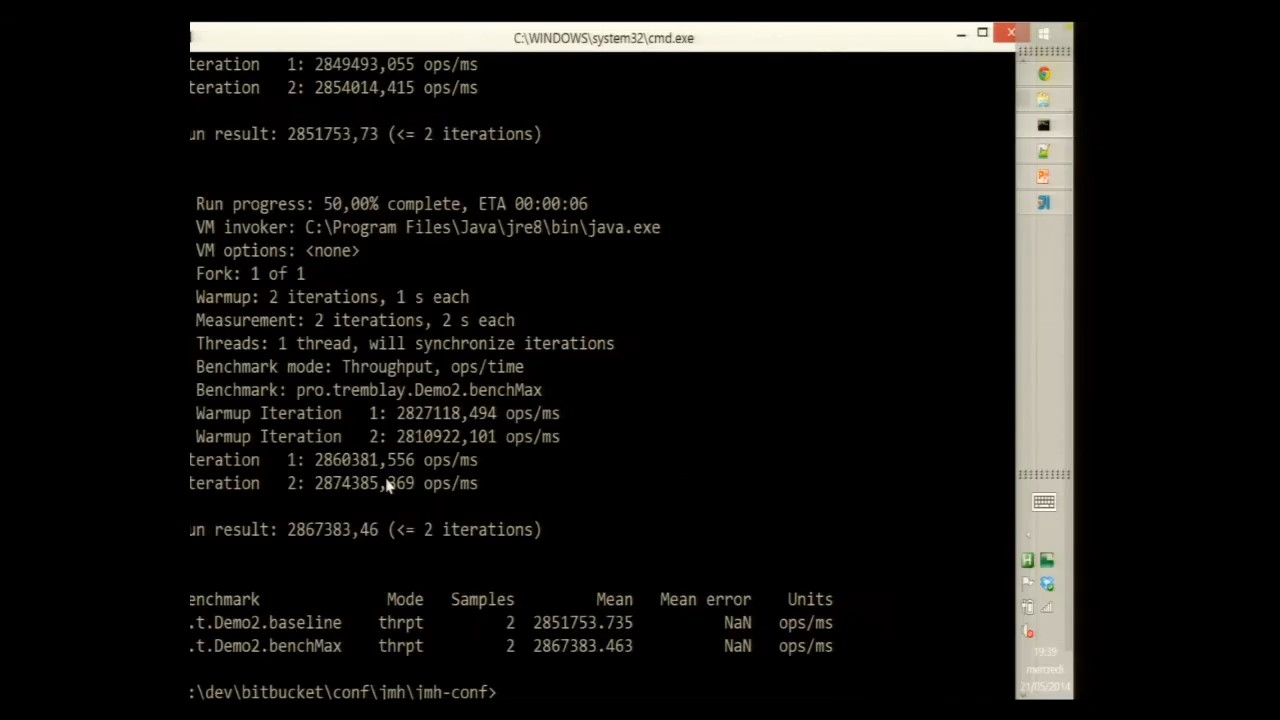 C:\WINDOWS\system32\cmd.exe
teration 1: 2849493,055 ops/ms
teration 2: 2854014,415 ops/ms
un result: 2851753,73 (<= 2 iterations)
Run progress: 50,00% complete, ETA 00:00:06
VM invoker: C:\Program Files\Java\jre8\bin\java.exe
VM options: <none>
Fork: 1 of 1
Warmup: 2 iterations, 1 s each
Measurement: 2 iterations, 2 s each
Threads: 1 thread, will synchronize iterations
Benchmark mode: Throughput, ops/time
Benchmark: pro.tremblay.Demo2.benchMax
Warmup Iteration 1: 2827118,494 ops/ms
Warmup Iteration 2: 2810922,101 ops/ms
teration 1: 2860381,556 ops/ms
teration 2: 2874385,369 ops/ms
un result: 2867383,46 (<= 2 iterations)
enchmark Mode Samples Mean Mean error Units
.t.Demo2.baseline thrpt 2 2851753.735 NaN ops/ms
.t.Demo2.benchMax thrpt 2 2867383.463 NaN ops/ms
:\dev\bitbucket\conf\jmh\jmh-conf>
19:39
mercredi
21/05/2014